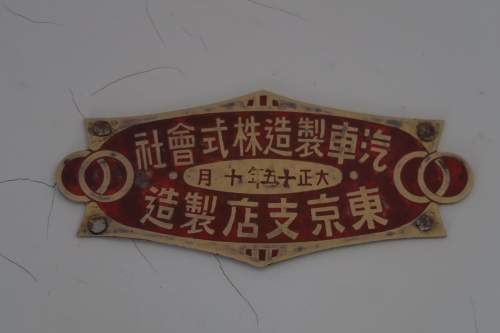 汽車製造株式會社
大正十五年十月
東京支店製造